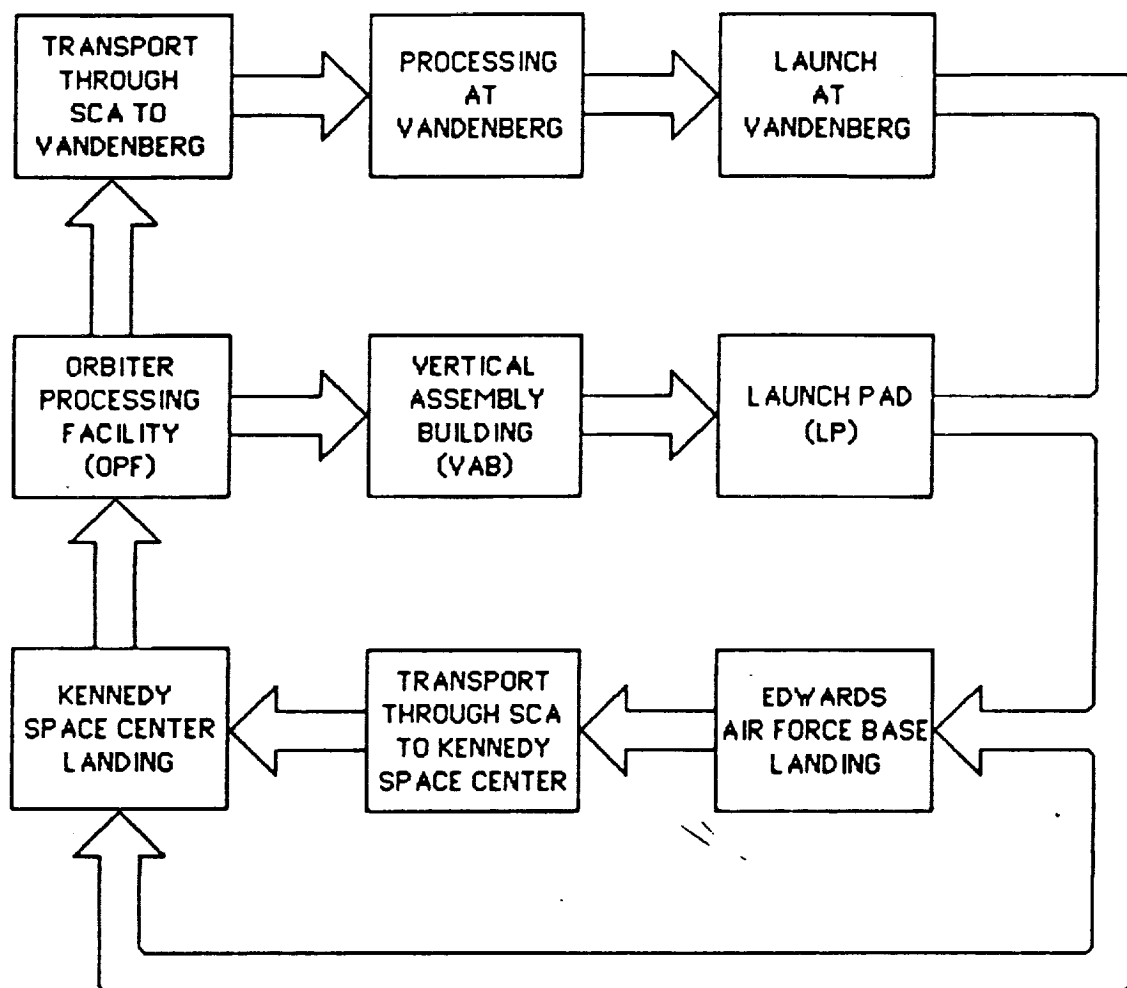 TRANSPORT
THROUGH
SCA TO
VANDENBERG
PROCESSING
AT
VANDENBERG
LAUNCH
AT
VANDENBERG
ORBITER
PROCESSING
FACILITY
(OPF)
VERTICAL
ASSEMBLY
BUILDING
(VAB)
LAUNCH PAD
(LP)
KENNEDY
SPACE CENTER
LANDING
TRANSPORT
THROUGH SCA
TO KENNEDY
SPACE CENTER
EDWARDS
AIR FORCE BASE
LANDING